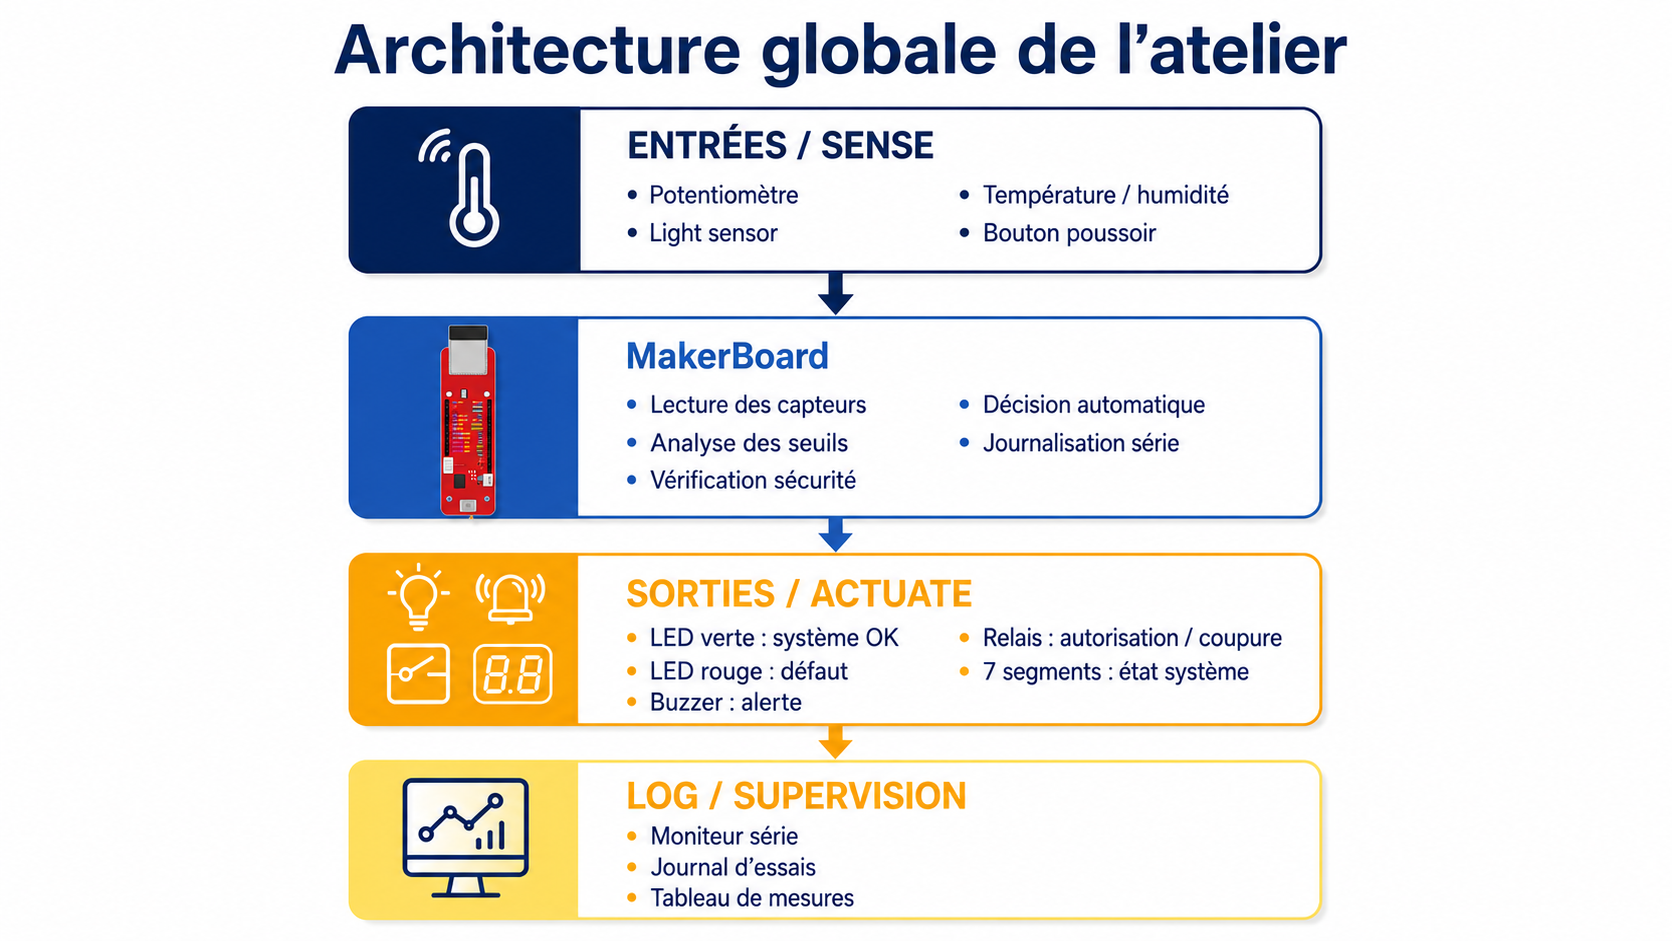 Architecture globale de l’atelier
ENTRÉES / SENSE
• Potentiomètre
• Light sensor
• Température / humidité
• Bouton poussoir
MakerBoard
• Lecture des capteurs
• Analyse des seuils
• Vérification sécurité
• Décision automatique
• Journalisation série
SORTIES / ACTUATE
• LED verte : système OK
• LED rouge : défaut
• Buzzer : alerte
• Relais : autorisation / coupure
• 7 segments : état système
8.8
LOG / SUPERVISION
• Moniteur série
• Journal d’essais
• Tableau de mesures